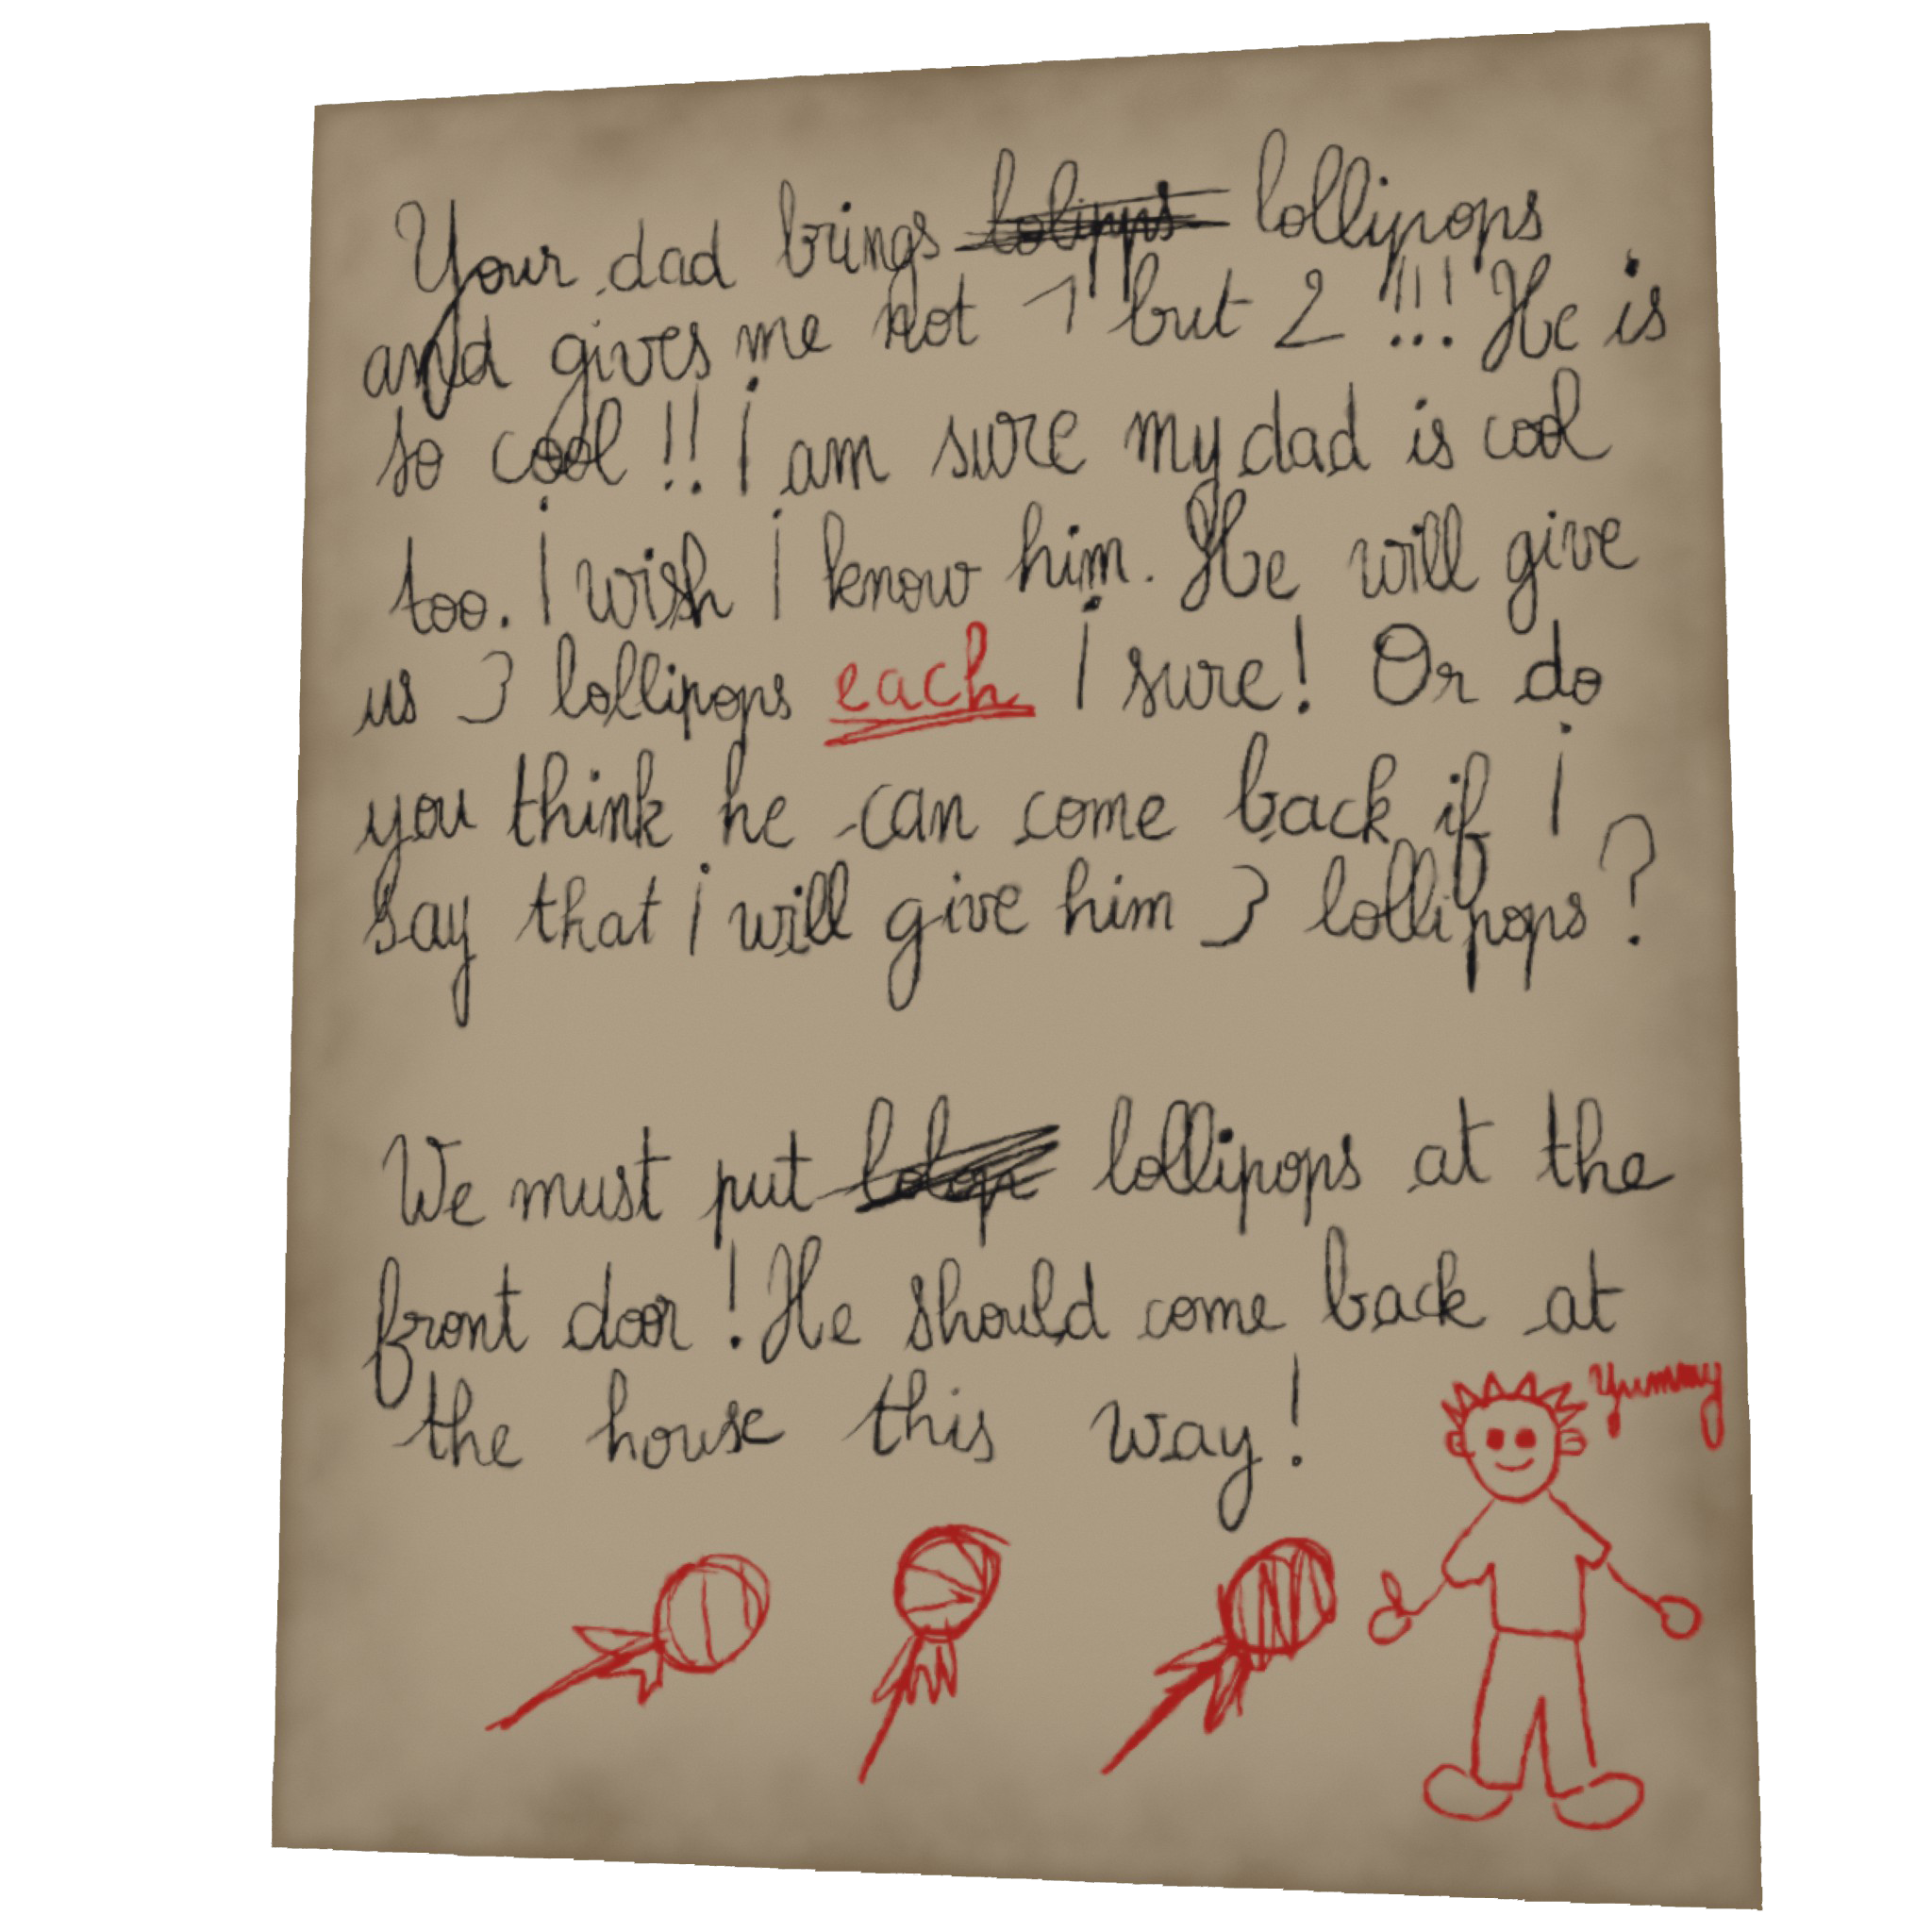 Your dad brings lolipps lollipops
and gives me not 1 but 2 !!! He is
so cool !! I am sure my dad is cool
too. I wish I know him. He will give
us 3 lollipops each I sure! Or do
you think he can come back if I
say that i will give him 3 lollipops ?
We must put lolop lollipops at the
front door ! He should come back at
the house this way !
Yummy